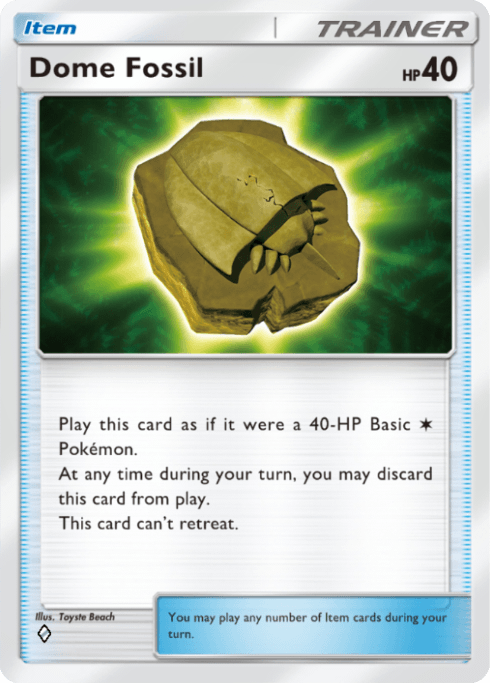 Item
TRAINER
Dome Fossil
HP40
Play this card as if it were a 40-HP Basic
Pokémon.
At any time during your turn, you may discard
this card from play.
This card can't retreat.
Illus. Toyste Beach
You may play any number of Item cards during your
turn.